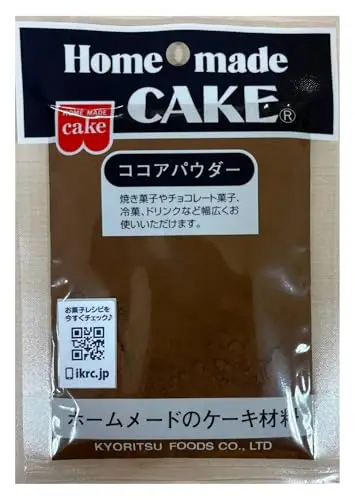 Home made
CAKE®
HOME MADE
cake
ココアパウダー
焼き菓子やチョコレート菓子、
冷菓、ドリンクなど幅広くお
使いいただけます。
お菓子レシピを
今すぐチェック♪
ikrc.jp
ホームメードのケーキ材料
KYORITSU FOODS CO., LTD